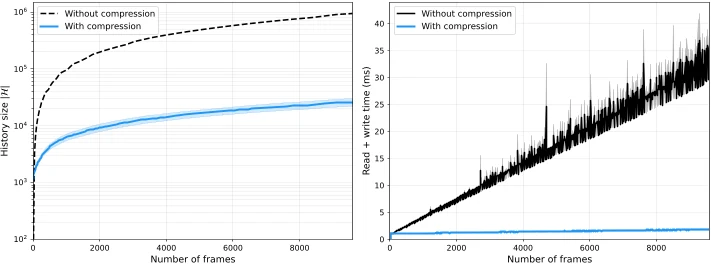 Without compression
With compression
10⁶
10⁵
10⁴
10³
10²
History size |ℋ|
0 2000 4000 6000 8000
Number of frames
Without compression
With compression
40
35
30
25
20
15
10
5
0
Read + write time (ms)
0 2000 4000 6000 8000
Number of frames